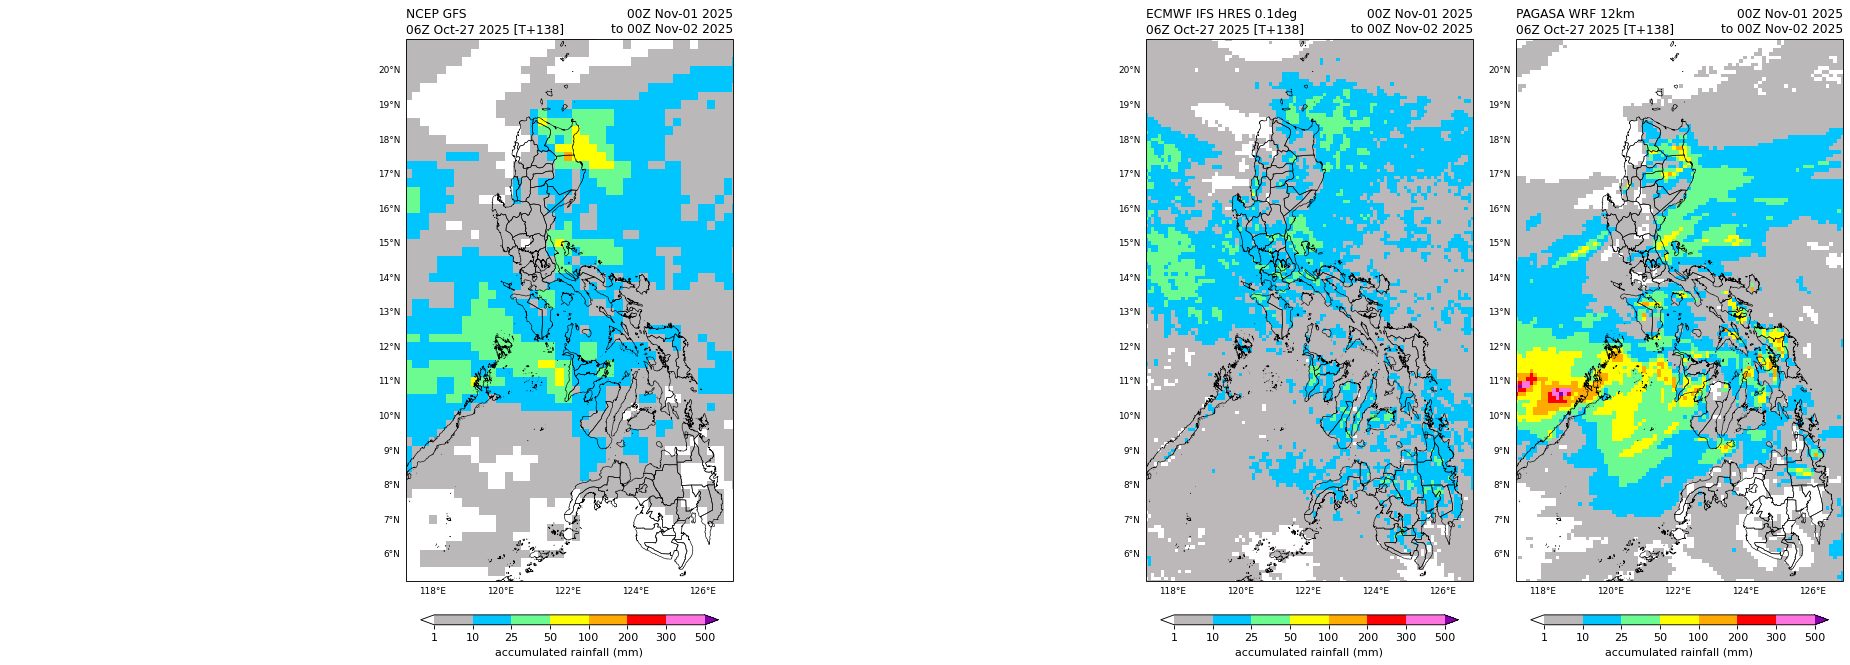 NCEP GFS 00Z Nov-01 2025
06Z Oct-27 2025 [T+138] to 00Z Nov-02 2025
20°N
19°N
18°N
17°N
16°N
15°N
14°N
13°N
12°N
11°N
10°N
9°N
8°N
7°N
6°N
118°E 120°E 122°E 124°E 126°E
1 10 25 50 100 200 300 500
accumulated rainfall (mm)
ECMWF IFS HRES 0.1deg 00Z Nov-01 2025
06Z Oct-27 2025 [T+138] to 00Z Nov-02 2025
20°N
19°N
18°N
17°N
16°N
15°N
14°N
13°N
12°N
11°N
10°N
9°N
8°N
7°N
6°N
118°E 120°E 122°E 124°E 126°E
1 10 25 50 100 200 300 500
accumulated rainfall (mm)
PAGASA WRF 12km 00Z Nov-01 2025
06Z Oct-27 2025 [T+138] to 00Z Nov-02 2025
20°N
19°N
18°N
17°N
16°N
15°N
14°N
13°N
12°N
11°N
10°N
9°N
8°N
7°N
6°N
118°E 120°E 122°E 124°E 126°E
1 10 25 50 100 200 300 500
accumulated rainfall (mm)